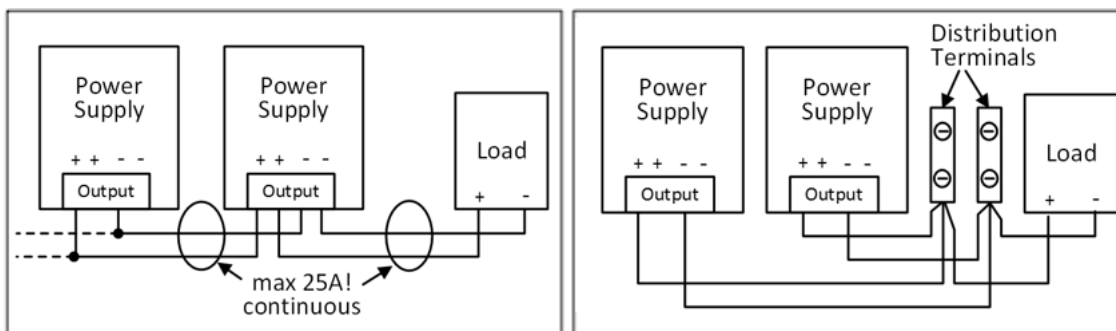 Power
Supply
+ + - -
Output
Power
Supply
+ + - -
Output
Load
+ -
max 25A!
continuous
Distribution
Terminals
Power
Supply
+ + - -
Output
Power
Supply
+ + - -
Output
Load
+ -